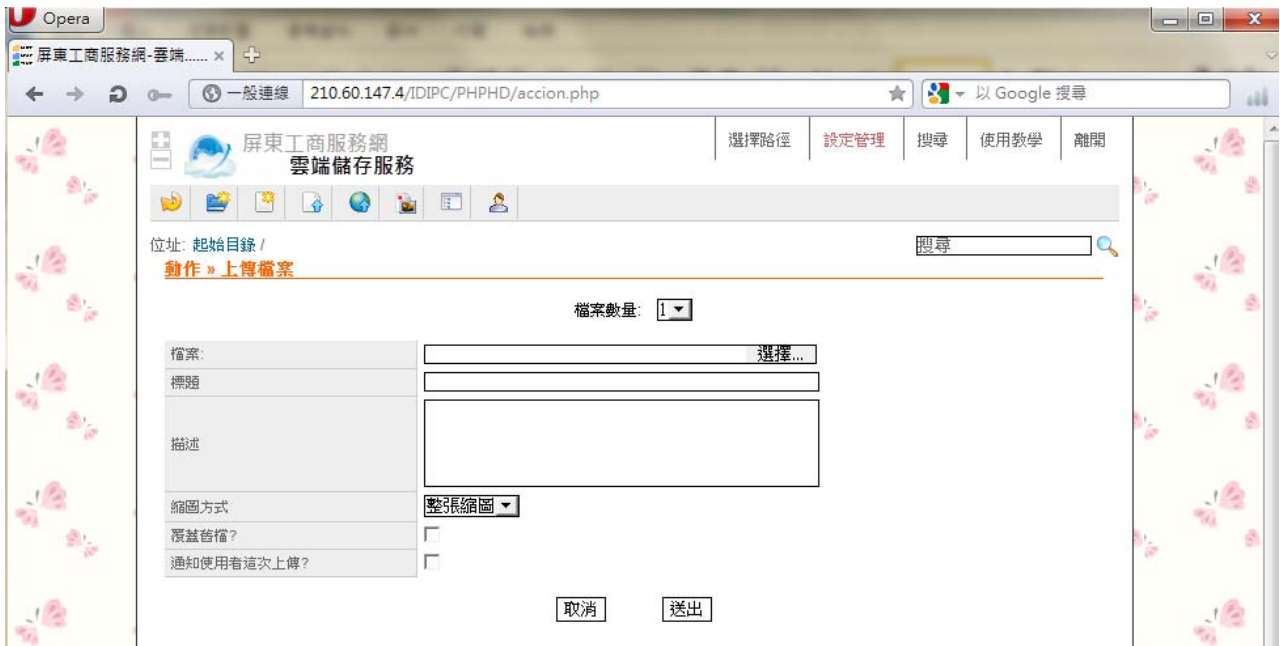 Opera
屏東工商服務網-雲端......
一般連線 210.60.147.4/IDIPC/PHPHD/accion.php 以 Google 搜尋
屏東工商服務網
雲端儲存服務
選擇路徑 設定管理 搜尋 使用教學 離開
位址: 起始目錄 / 搜尋
動作 » 上傳檔案
檔案數量: 1
檔案: 選擇...
標題
描述
縮圖方式 整張縮圖
覆蓋舊檔?
通知使用者這次上傳?
取消 送出